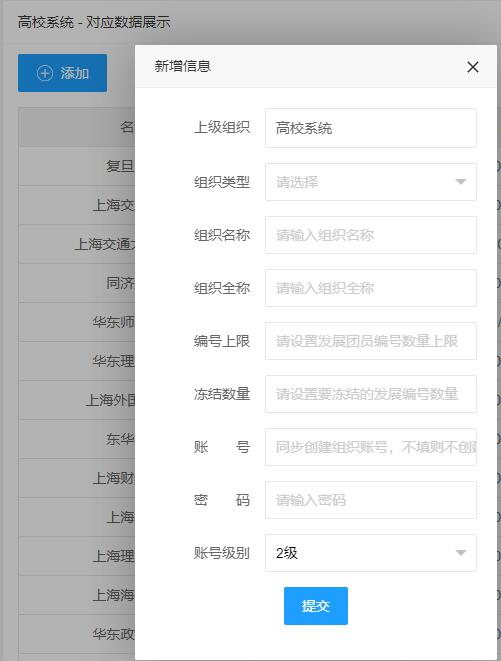 高校系统 - 对应数据展示
添加
新增信息
上级组织 高校系统
组织类型 请选择
组织名称 请输入组织名称
组织全称 请输入组织全称
编号上限 请设置发展团员编号数量上限
冻结数量 请设置要冻结的发展编号数量
账 号 同步创建组织账号，不填则不创建
密 码 请输入密码
账号级别 2级
提交
名
复旦
上海交
上海交通大
同济
华东师
华东理
上海外国
东华
上海财
上海
上海理
上海海
华东政